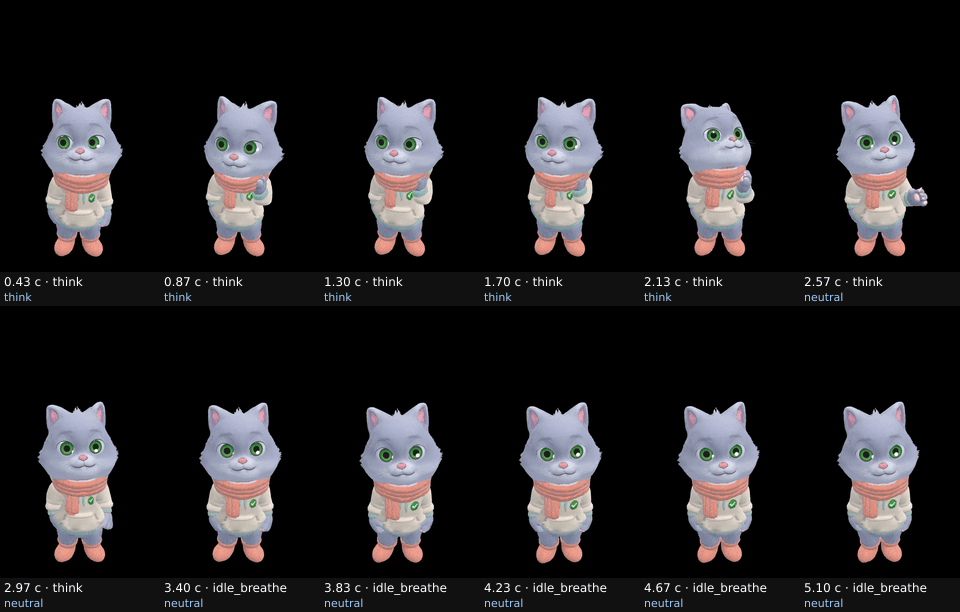 0.43 c · think
think
0.87 c · think
think
1.30 c · think
think
1.70 c · think
think
2.13 c · think
think
2.57 c · think
neutral
2.97 c · think
neutral
3.40 c · idle_breathe
neutral
3.83 c · idle_breathe
neutral
4.23 c · idle_breathe
neutral
4.67 c · idle_breathe
neutral
5.10 c · idle_breathe
neutral